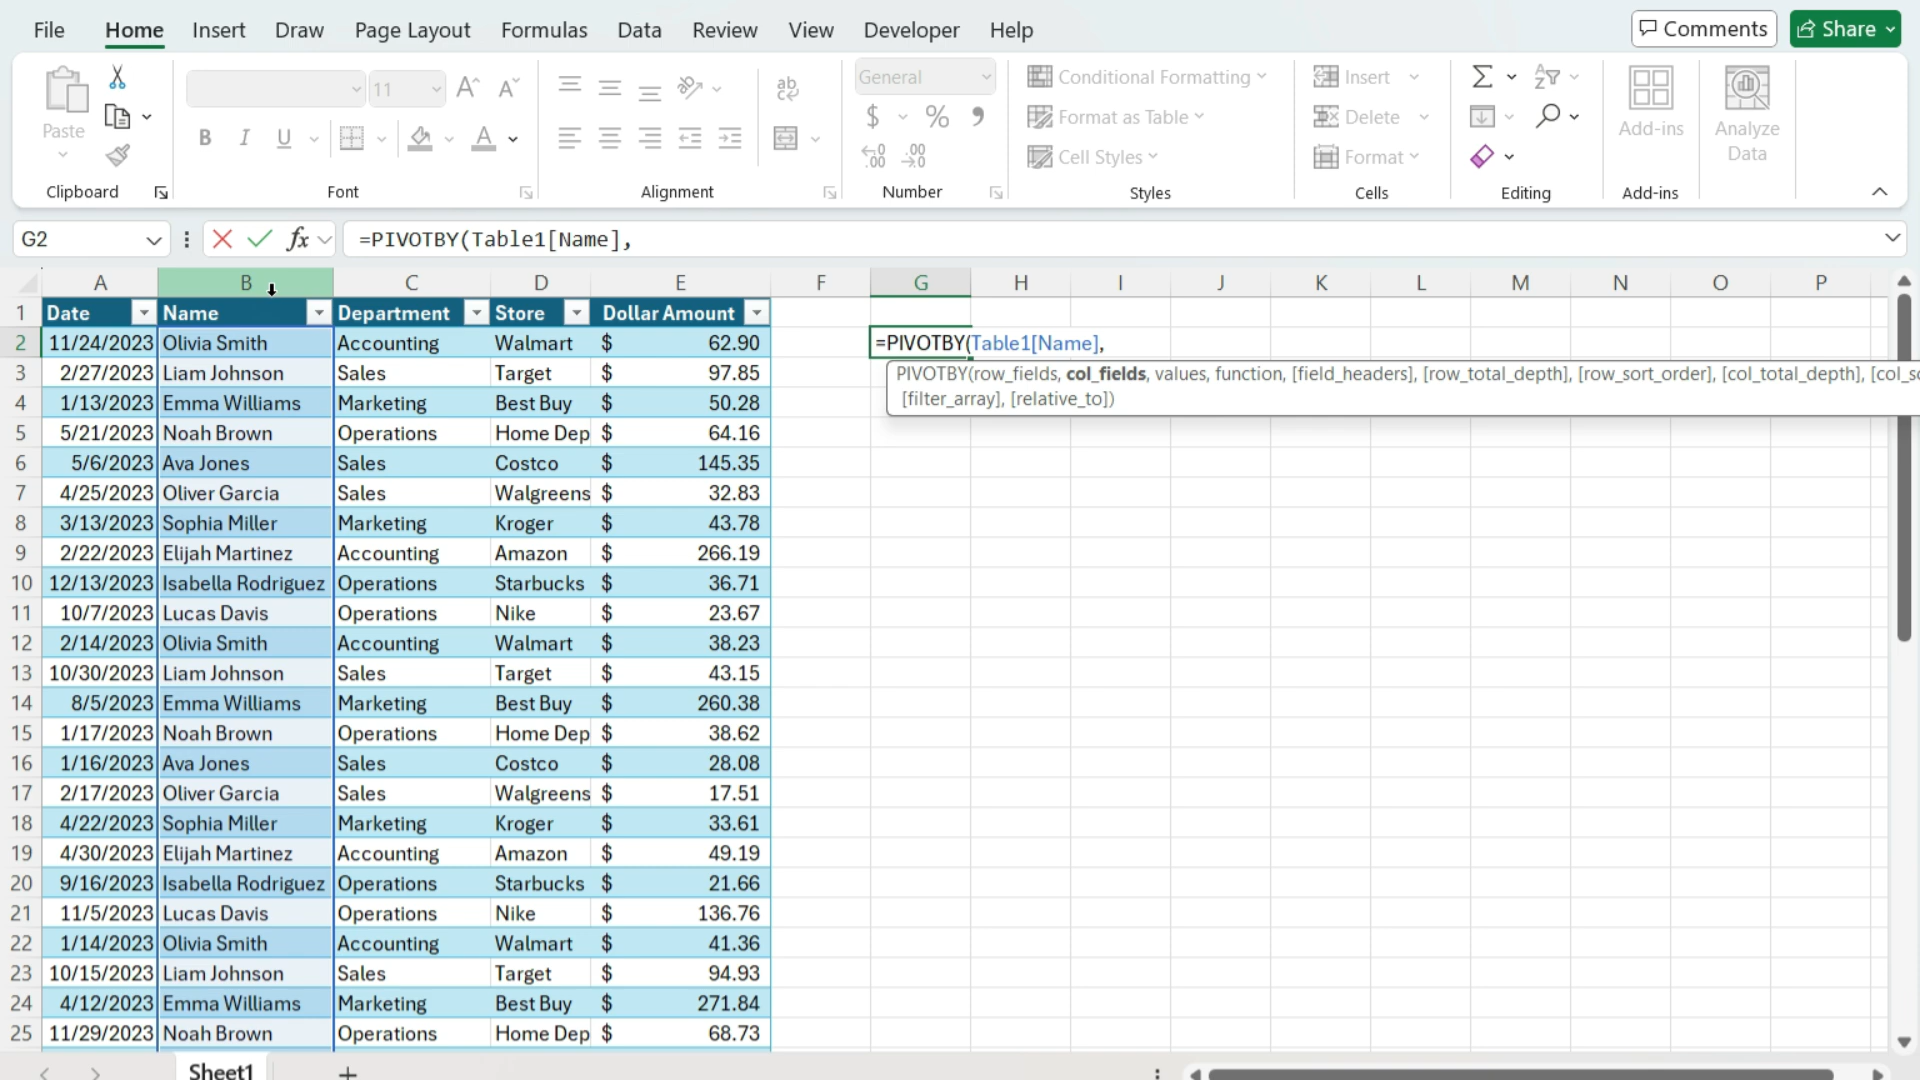 File Home Insert Draw Page Layout Formulas Data Review View Developer Help Comments Share
Paste
Clipboard
11
B I U A
Font
ab
Alignment
General
$ % 9
.00 .00
Number
Conditional Formatting
Format as Table
Cell Styles
Styles
Insert
Delete
Format
Cells
Editing
Add-ins
Add-ins
Analyze
Data
G2 fx =PIVOTBY(Table1[Name],
A B C D E F G H I J K L M N O P
1 Date Name Department Store Dollar Amount
2 11/24/2023 Olivia Smith Accounting Walmart $ 62.90 =PIVOTBY(Table1[Name],
PIVOTBY(row_fields, col_fields, values, function, [field_headers], [row_total_depth], [row_sort_order], [col_total_depth],
[filter_array], [relative_to])
3 2/27/2023 Liam Johnson Sales Target $ 97.85
4 1/13/2023 Emma Williams Marketing Best Buy $ 50.28
5 5/21/2023 Noah Brown Operations Home Dep $ 64.16
6 5/6/2023 Ava Jones Sales Costco $ 145.35
7 4/25/2023 Oliver Garcia Sales Walgreens $ 32.83
8 3/13/2023 Sophia Miller Marketing Kroger $ 43.78
9 2/22/2023 Elijah Martinez Accounting Amazon $ 266.19
10 12/13/2023 Isabella Rodriguez Operations Starbucks $ 36.71
11 10/7/2023 Lucas Davis Operations Nike $ 23.67
12 2/14/2023 Olivia Smith Accounting Walmart $ 38.23
13 10/30/2023 Liam Johnson Sales Target $ 43.15
14 8/5/2023 Emma Williams Marketing Best Buy $ 260.38
15 1/17/2023 Noah Brown Operations Home Dep $ 38.62
16 1/16/2023 Ava Jones Sales Costco $ 28.08
17 2/17/2023 Oliver Garcia Sales Walgreens $ 17.51
18 4/22/2023 Sophia Miller Marketing Kroger $ 33.61
19 4/30/2023 Elijah Martinez Accounting Amazon $ 49.19
20 9/16/2023 Isabella Rodriguez Operations Starbucks $ 21.66
21 11/5/2023 Lucas Davis Operations Nike $ 136.76
22 1/14/2023 Olivia Smith Accounting Walmart $ 41.36
23 10/15/2023 Liam Johnson Sales Target $ 94.93
24 4/12/2023 Emma Williams Marketing Best Buy $ 271.84
25 11/29/2023 Noah Brown Operations Home Dep $ 68.73
Sheet1